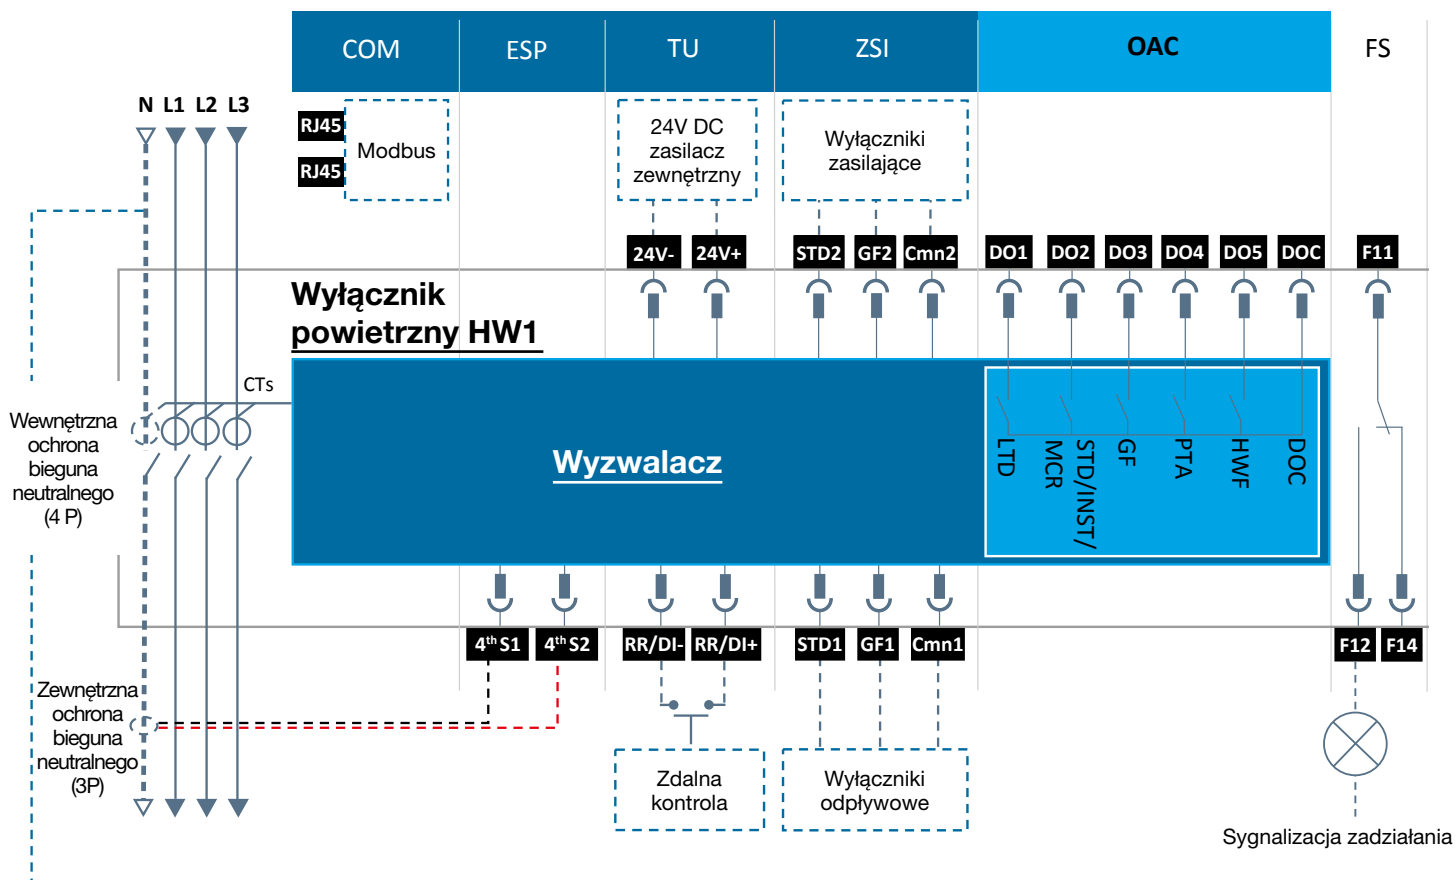 COM
ESP
TU
ZSI
OAC
FS
N L1 L2 L3
RJ45
RJ45
Modbus
24V DC
zasilacz
zewnętrzny
Wyłączniki
zasilające
24V-
24V+
STD2
GF2
Cmn2
DO1
DO2
DO3
DO4
DO5
DOC
F11
Wyłącznik
powietrzny HW1
CTs
Wewnętrzna
ochrona
bieguna
neutralnego
(4 P)
Wyzwalacz
LTD
STD/INST/
MCR
GF
PTA
HWF
DOC
4th S1
4th S2
RR/DI-
RR/DI+
STD1
GF1
Cmn1
F12
F14
Zewnętrzna
ochrona
bieguna
neutralnego
(3P)
Zdalna
kontrola
Wyłączniki
odpływowe
Sygnalizacja zadziałania